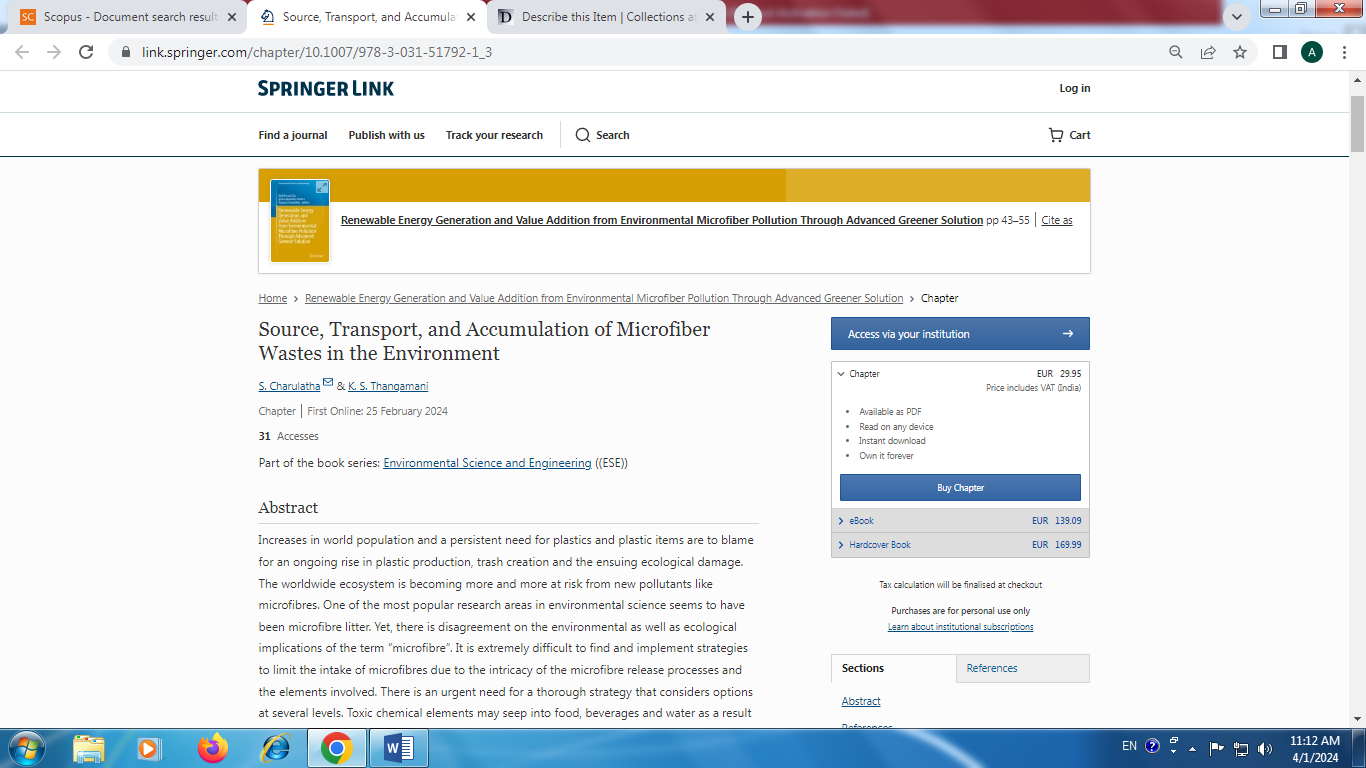 Scopus - Document search result
Source, Transport, and Accumula
Describe this Item | Collections a
link.springer.com/chapter/10.1007/978-3-031-51792-1_3
A
SPRINGER LINK
Log in
Find a journal
Publish with us
Track your research
Search
Cart
Renewable Energy Generation and Value Addition from Environmental Microfiber Pollution Through Advanced Greener Solution pp 43–55 | Cite as
Home › Renewable Energy Generation and Value Addition from Environmental Microfiber Pollution Through Advanced Greener Solution › Chapter
Source, Transport, and Accumulation of Microfiber
Wastes in the Environment
S. Charulatha & K. S. Thangamani
Chapter | First Online: 25 February 2024
31 Accesses
Part of the book series: Environmental Science and Engineering ((ESE))
Abstract
Increases in world population and a persistent need for plastics and plastic items are to blame
for an ongoing rise in plastic production, trash creation and the ensuing ecological damage.
The worldwide ecosystem is becoming more and more at risk from new pollutants like
microfibres. One of the most popular research areas in environmental science seems to have
been microfibre litter. Yet, there is disagreement on the environmental as well as ecological
implications of the term “microfibre”. It is extremely difficult to find and implement strategies
to limit the intake of microfibres due to the intricacy of the microfibre release processes and
the elements involved. There is an urgent need for a thorough strategy that considers options
at several levels. Toxic chemical elements may seep into food, beverages and water as a result
Access via your institution →
Chapter EUR 29.95
Price includes VAT (India)
• Available as PDF
• Read on any device
• Instant download
• Own it forever
Buy Chapter
eBook EUR 139.09
Hardcover Book EUR 169.99
Tax calculation will be finalised at checkout
Purchases are for personal use only
Learn about institutional subscriptions
Sections
References
Abstract
References
EN
11:12 AM
4/1/2024